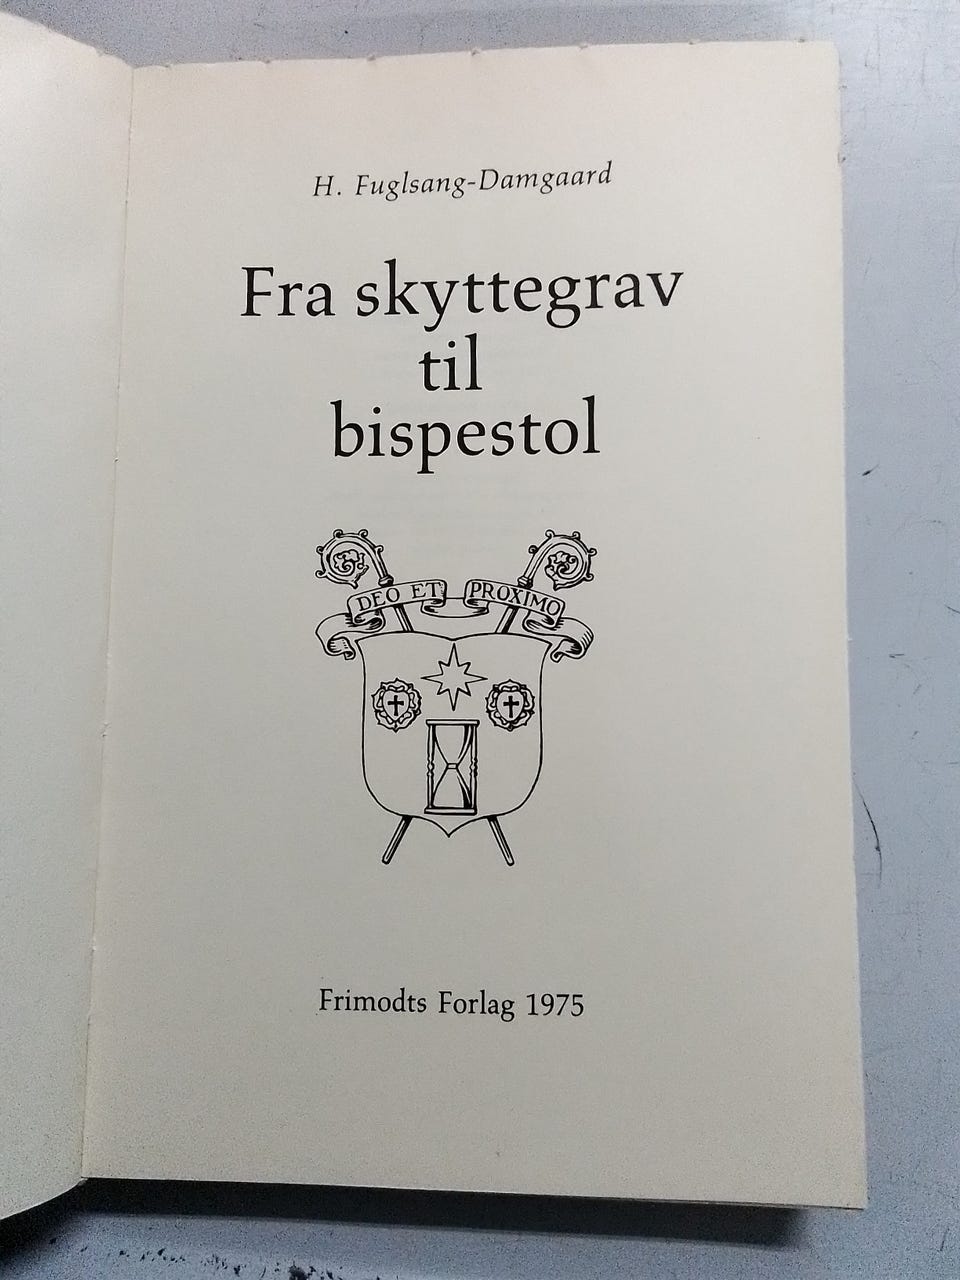 H. Fuglsang-Damgaard
Fra skyttegrav
til
bispestol
DEO ET PROXIMO
Frimodts Forlag 1975